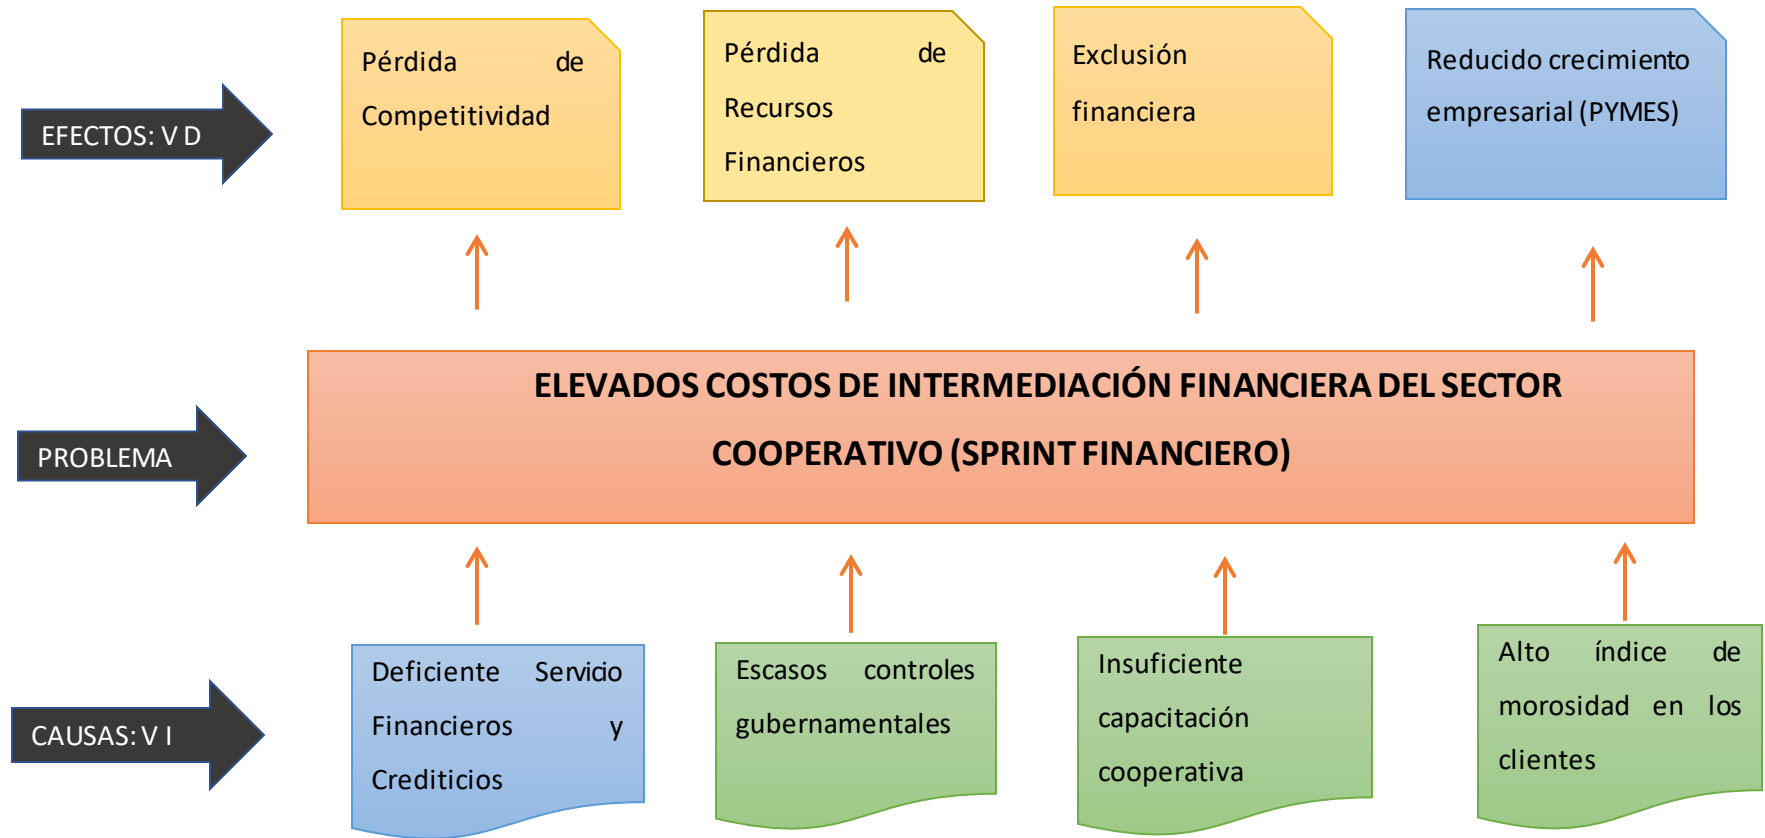 EFECTOS: V D
Pérdida de
Competitividad
Pérdida de
Recursos
Financieros
Exclusión
financiera
Reducido crecimiento
empresarial (PYMES)
PROBLEMA
ELEVADOS COSTOS DE INTERMEDIACIÓN FINANCIERA DEL SECTOR
COOPERATIVO (SPRINT FINANCIERO)
CAUSAS: V I
Deficiente Servicio
Financieros y
Crediticios
Escasos controles
gubernamentales
Insuficiente
capacitación
cooperativa
Alto índice de
morosidad en los
clientes